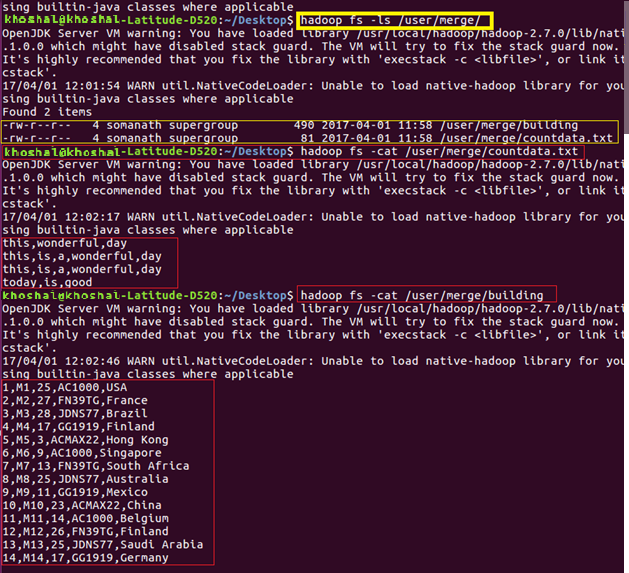 sing builtin-java classes where applicable
khoshal@khoshal-Latitude-D520:~/Desktop$ hadoop fs -ls /user/merge/
OpenJDK Server VM warning: You have loaded library /usr/local/hadoop/hadoop-2.7.0/lib/nati
.1.0.0 which might have disabled stack guard. The VM will try to fix the stack guard now.
It's highly recommended that you fix the library with 'execstack -c <libfile>', or link it
cstack'.
17/04/01 12:01:54 WARN util.NativeCodeLoader: Unable to load native-hadoop library for you
sing builtin-java classes where applicable
Found 2 items
-rw-r--r-- 4 somanath supergroup 490 2017-04-01 11:58 /user/merge/building
-rw-r--r-- 4 somanath supergroup 81 2017-04-01 11:58 /user/merge/countdata.txt
khoshal@khoshal-Latitude-D520:~/Desktop$ hadoop fs -cat /user/merge/countdata.txt
OpenJDK Server VM warning: You have loaded library /usr/local/hadoop/hadoop-2.7.0/lib/nati
.1.0.0 which might have disabled stack guard. The VM will try to fix the stack guard now.
It's highly recommended that you fix the library with 'execstack -c <libfile>', or link it
cstack'.
17/04/01 12:02:17 WARN util.NativeCodeLoader: Unable to load native-hadoop library for you
sing builtin-java classes where applicable
this,wonderful,day
this,is,a,wonderful,day
this,is,a,wonderful,day
today,is,good
khoshal@khoshal-Latitude-D520:~/Desktop$ hadoop fs -cat /user/merge/building
OpenJDK Server VM warning: You have loaded library /usr/local/hadoop/hadoop-2.7.0/lib/nati
.1.0.0 which might have disabled stack guard. The VM will try to fix the stack guard now.
It's highly recommended that you fix the library with 'execstack -c <libfile>', or link it
cstack'.
17/04/01 12:02:46 WARN util.NativeCodeLoader: Unable to load native-hadoop library for you
sing builtin-java classes where applicable
1,M1,25,AC1000,USA
2,M2,27,FN39TG,France
3,M3,28,JDNS77,Brazil
4,M4,17,GG1919,Finland
5,M5,3,ACMAX22,Hong Kong
6,M6,9,AC1000,Singapore
7,M7,13,FN39TG,South Africa
8,M8,25,JDNS77,Australia
9,M9,11,GG1919,Mexico
10,M10,23,ACMAX22,China
11,M11,14,AC1000,Belgium
12,M12,26,FN39TG,Finland
13,M13,25,JDNS77,Saudi Arabia
14,M14,17,GG1919,Germany